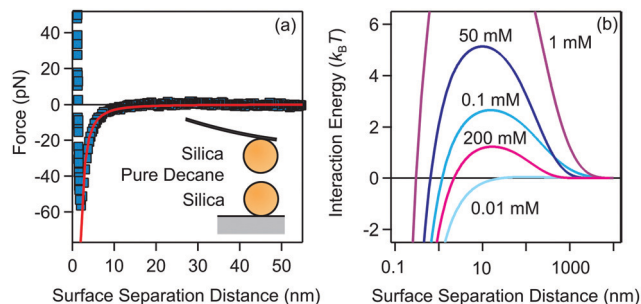 (a)
40
20
0
-20
-40
-60
Force (pN)
Silica
Pure Decane
Silica
0 10 20 30 40 50
Surface Separation Distance (nm)
(b)
6
4
2
0
-2
Interaction Energy (kBT)
50 mM
1 mM
0.1 mM
200 mM
0.01 mM
0.1 10 1000
Surface Separation Distance (nm)